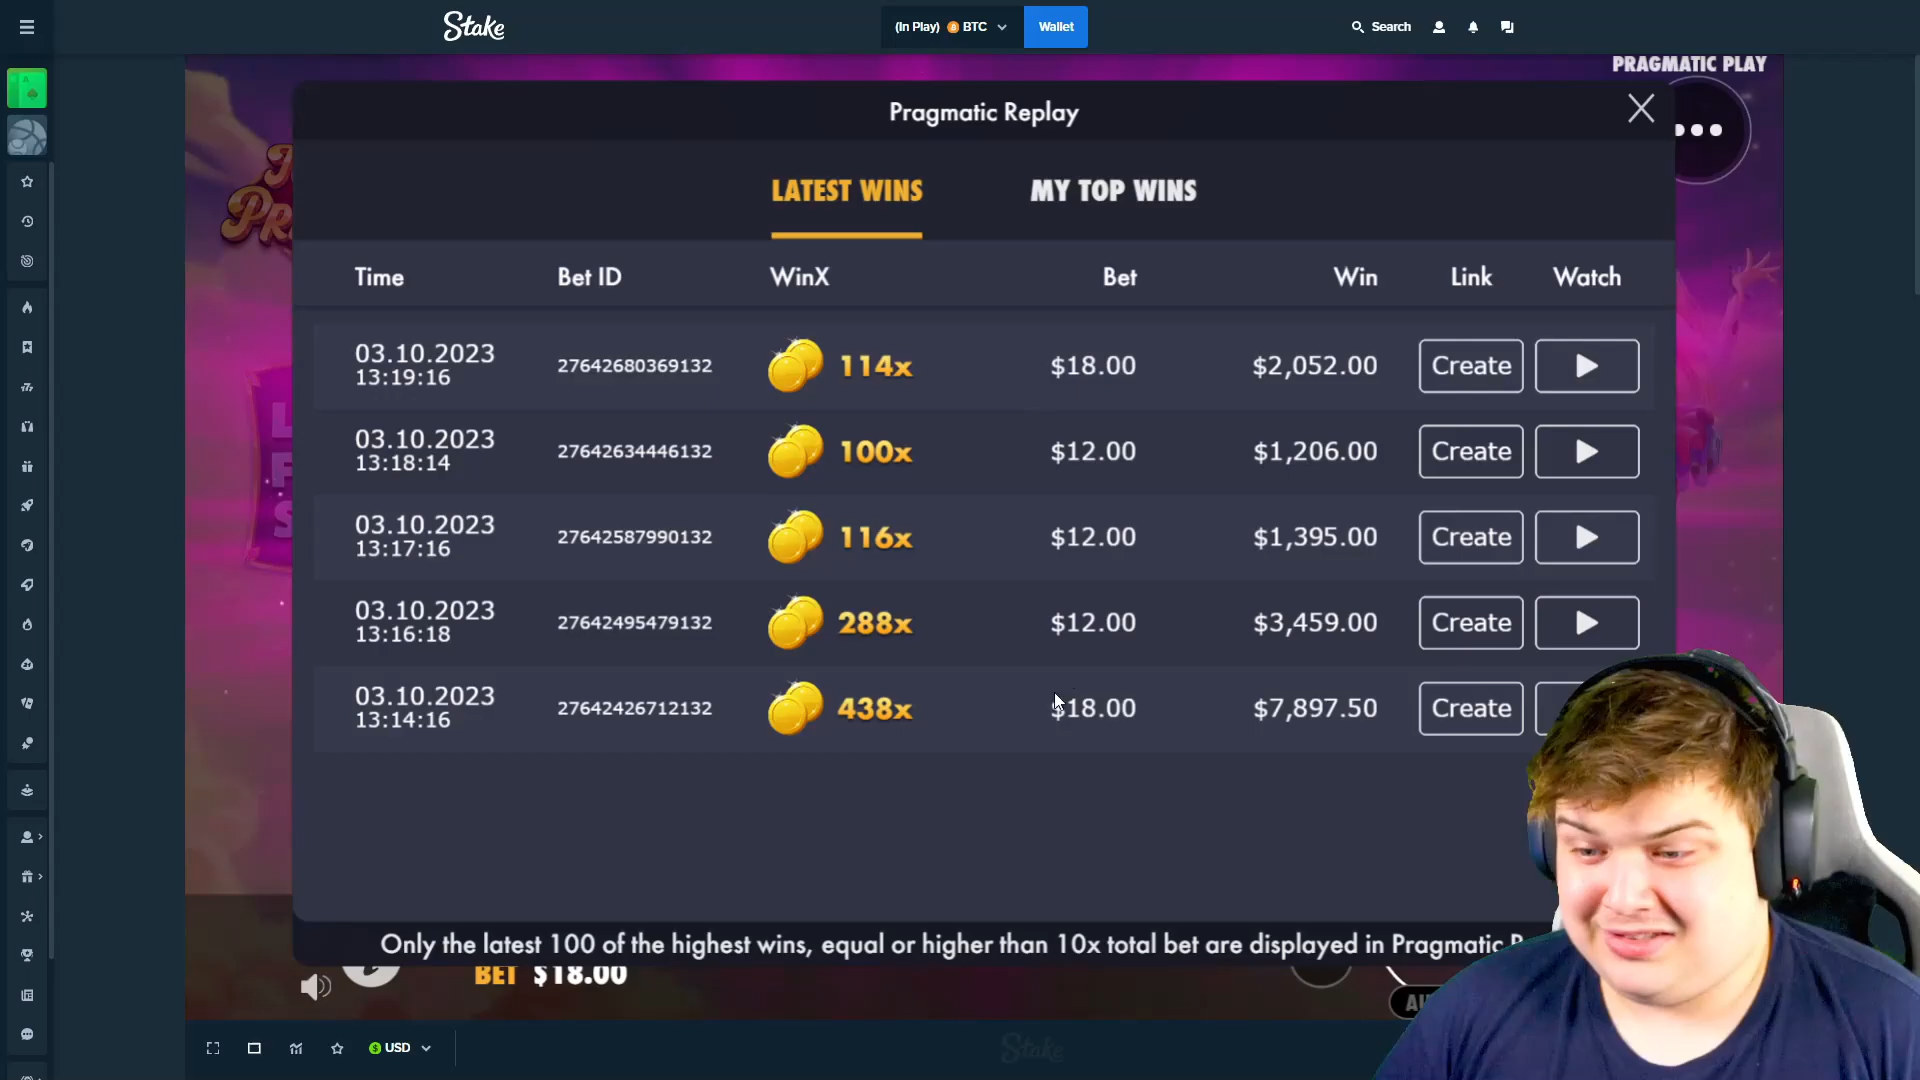 Stake
(In Play) BTC
Wallet
Search
PRAGMATIC PLAY
Pragmatic Replay
LATEST WINS
MY TOP WINS
Time Bet ID WinX Bet Win Link Watch
03.10.2023
13:19:16
27642680369132 114x $18.00 $2,052.00 Create
03.10.2023
13:18:14
27642634446132 100x $12.00 $1,206.00 Create
03.10.2023
13:17:16
27642587990132 116x $12.00 $1,395.00 Create
03.10.2023
13:16:18
27642495479132 288x $12.00 $3,459.00 Create
03.10.2023
13:14:16
27642426712132 438x $18.00 $7,897.50 Create
Only the latest 100 of the highest wins, equal or higher than 10x total bet are displayed in Pragmatic
BET $18.00
USD
Stake